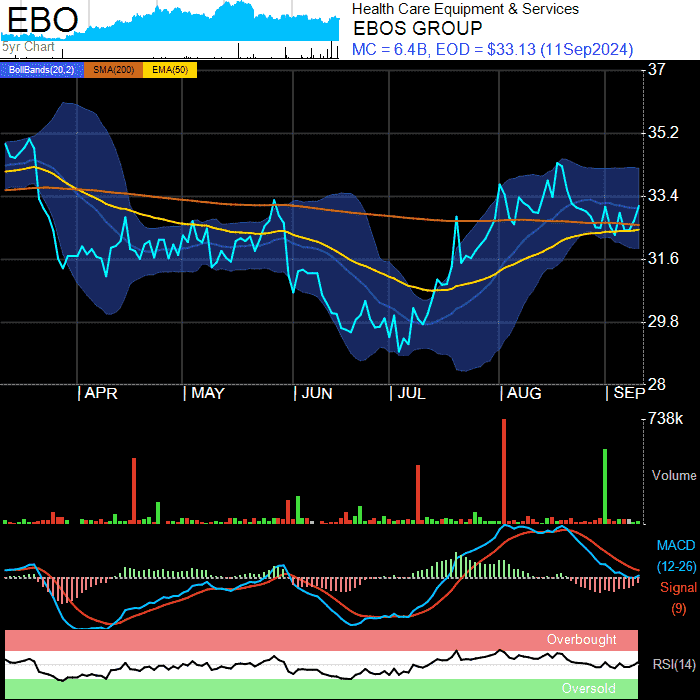 EBO
5yr Chart
Health Care Equipment & Services
EBOS GROUP
MC = 6.4B, EOD = $33.13 (11Sep2024)
BollBands(20,2) SMA(200) EMA(50)
37
35.2
33.4
31.6
29.8
28
APR MAY JUN JUL AUG SEP
738k
Volume
MACD
(12-26)
Signal
(9)
Overbought
RSI(14)
Oversold